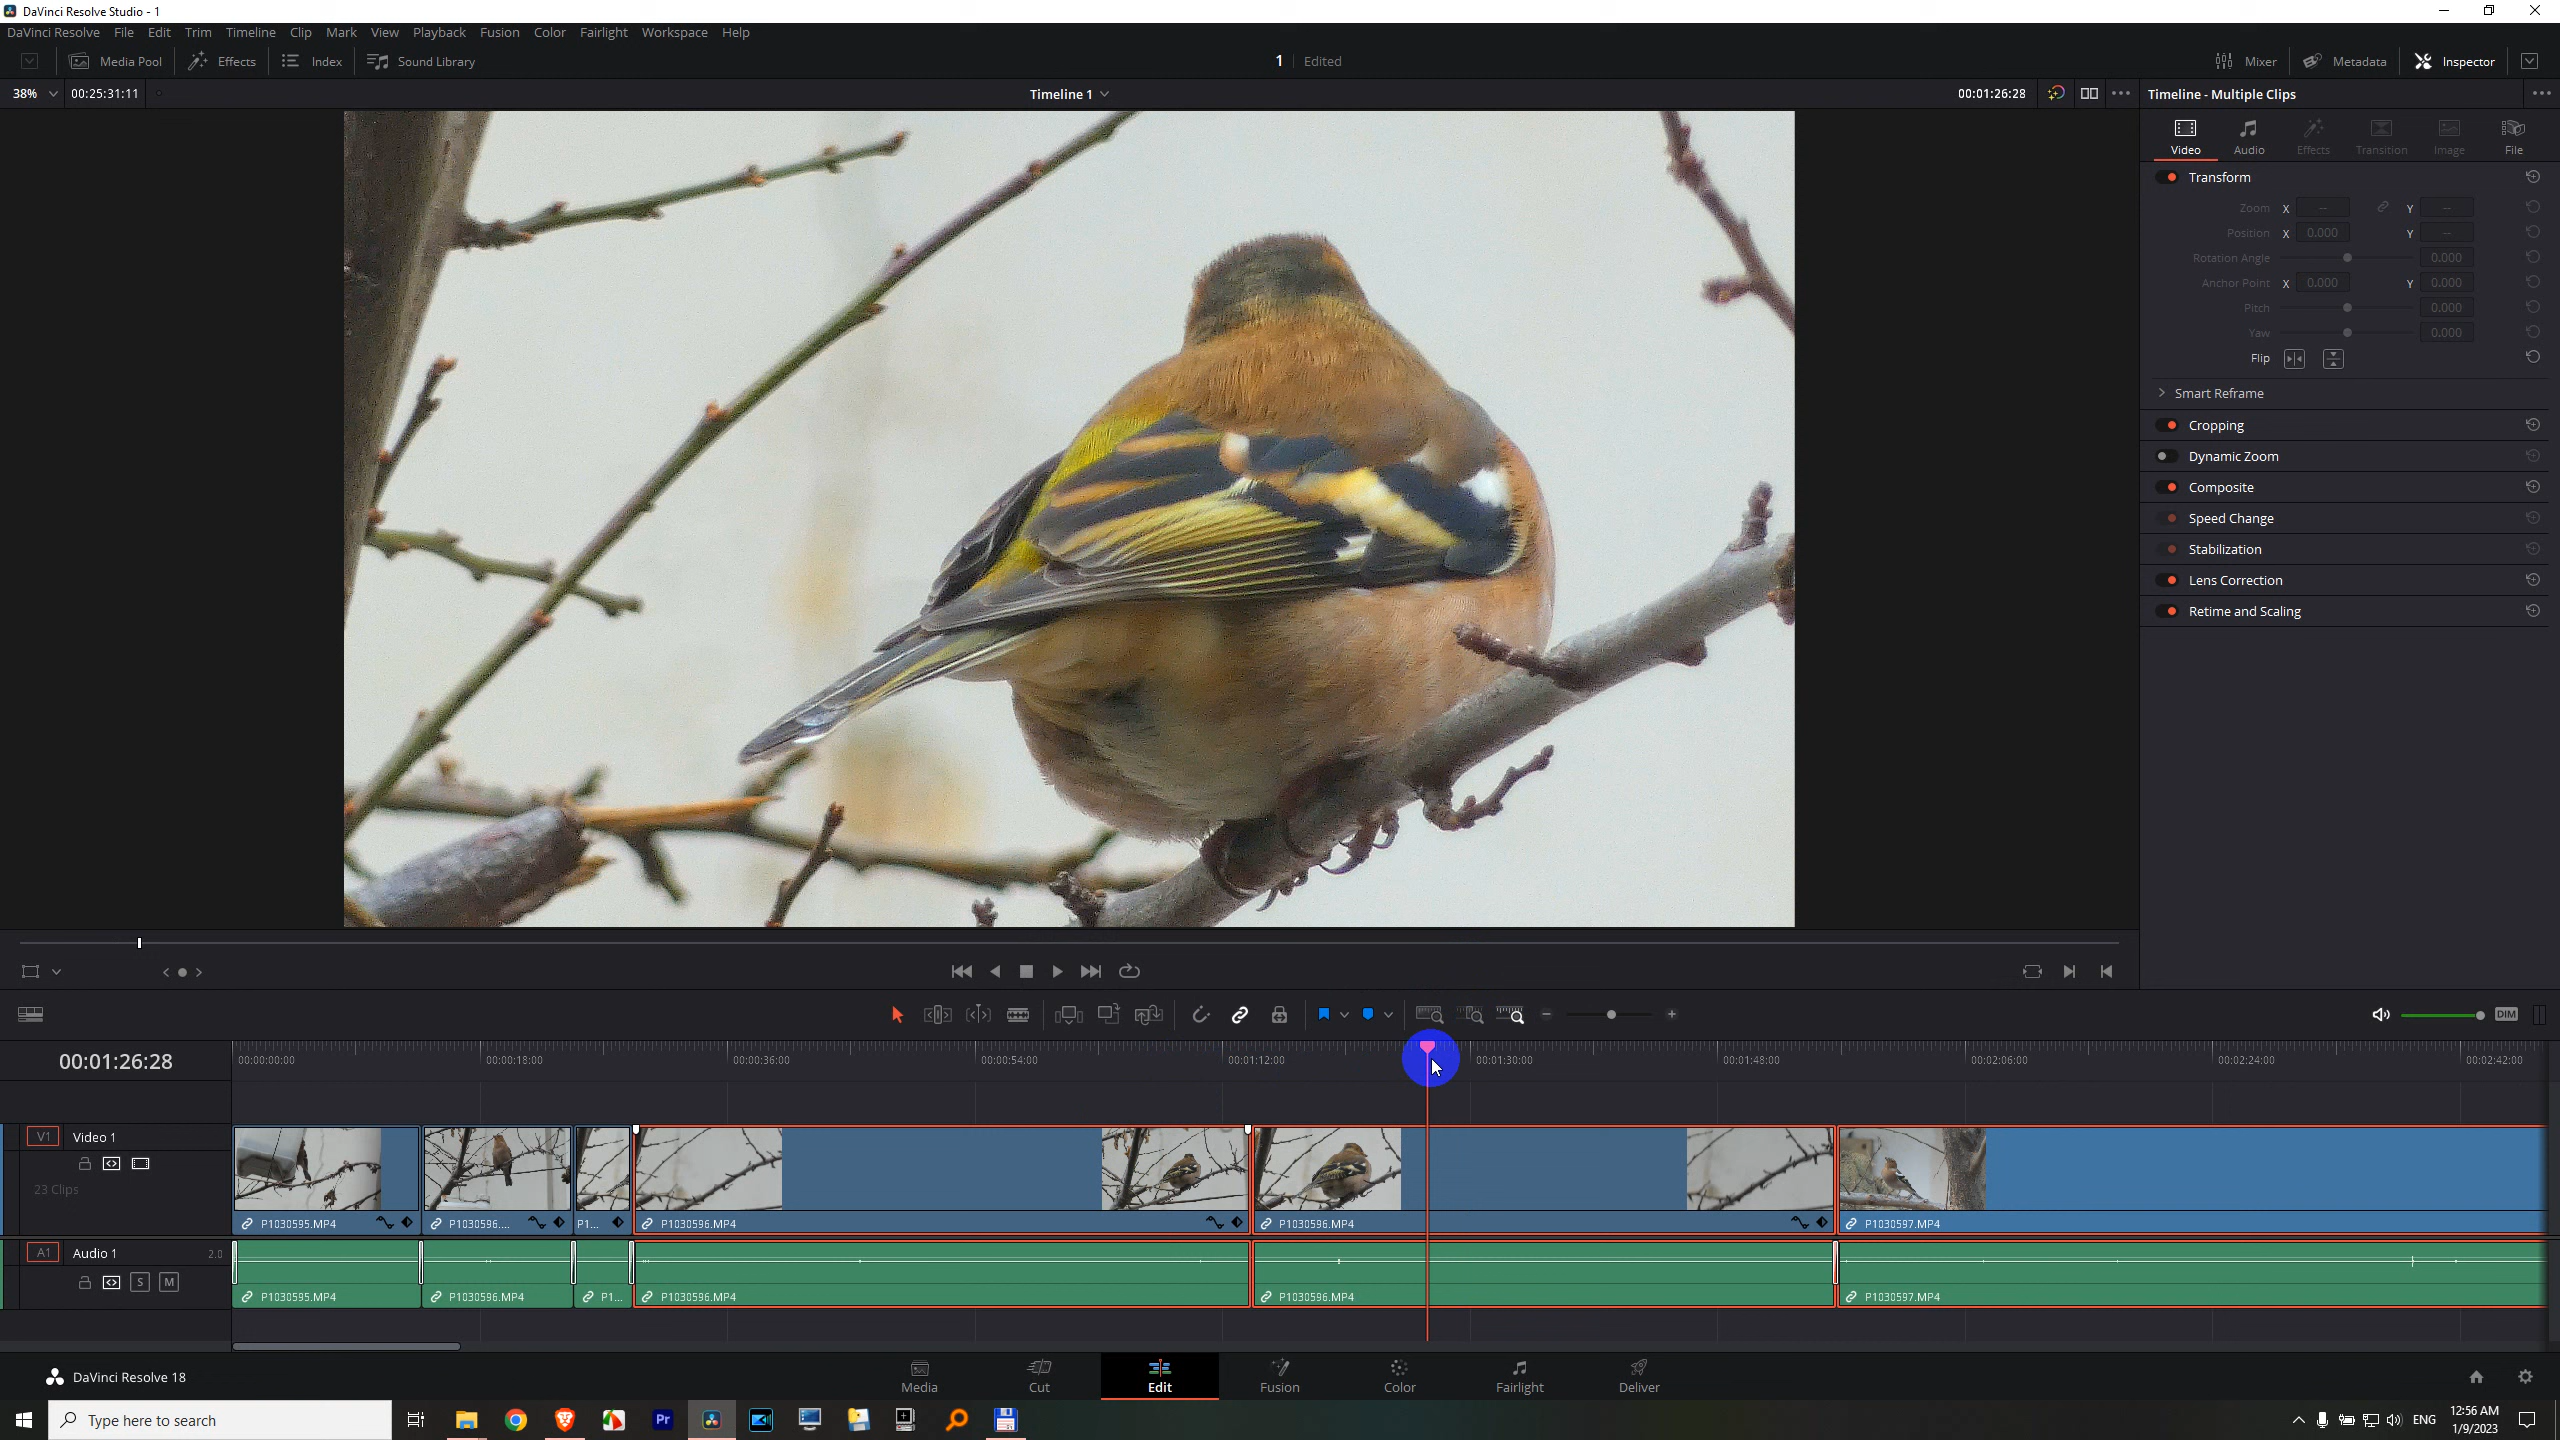 DaVinci Resolve Studio - 1
DaVinci Resolve File Edit Trim Timeline Clip Mark View Playback Fusion Color Fairlight Workspace Help
Media Pool Effects Index Sound Library 1 Edited Mixer Metadata Inspector
38% 00:25:31:11 Timeline 1 00:01:26:28 Timeline - Multiple Clips
Video Audio Effects Transition Image File
Transform
Zoom X -- Y --
Position X 0.000 Y --
Rotation Angle 0.000
Anchor Point X 0.000 Y 0.000
Pitch 0.000
Yaw 0.000
Flip
Smart Reframe
Cropping
Dynamic Zoom
Composite
Speed Change
Stabilization
Lens Correction
Retime and Scaling
DIM
00:01:26:28 00:00:00:00 00:00:18:00 00:00:36:00 00:00:54:00 00:01:12:00 00:01:30:00 00:01:48:00 00:02:06:00 00:02:24:00 00:02:42:00
V1 Video 1
23 Clips
P1030595.MP4 P1030596.... P1... P1030596.MP4 P1030596.MP4 P1030597.MP4
A1 Audio 1 2.0
S M
P1030595.MP4 P1030596.MP4 P1... P1030596.MP4 P1030596.MP4 P1030597.MP4
DaVinci Resolve 18 Media Cut Edit Fusion Color Fairlight Deliver
Type here to search Pr ENG 12:56 AM
1/9/2023